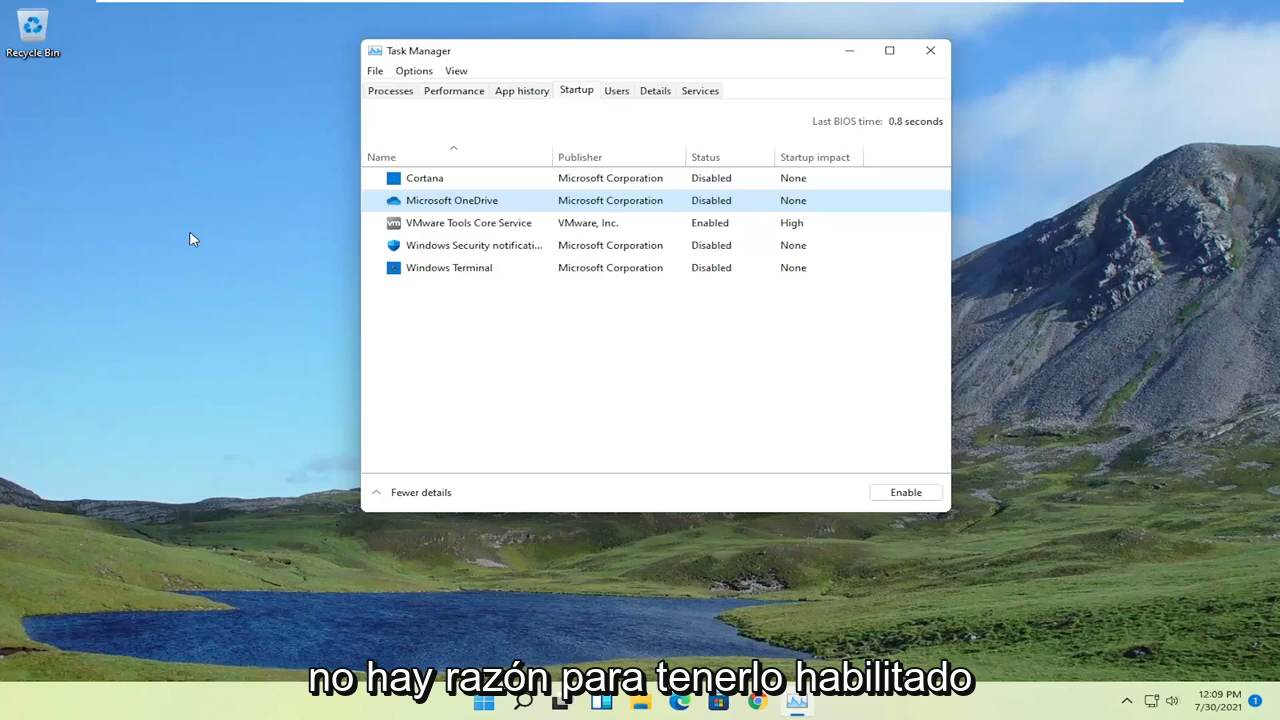 Recycle Bin
Task Manager
File Options View
Processes Performance App history Startup Users Details Services
Last BIOS time: 0.8 seconds
Name Publisher Status Startup impact
Cortana Microsoft Corporation Disabled None
Microsoft OneDrive Microsoft Corporation Disabled None
vm VMware Tools Core Service VMware, Inc. Enabled High
Windows Security notificati... Microsoft Corporation Disabled None
Windows Terminal Microsoft Corporation Disabled None
Fewer details Enable
no hay razón para tenerlo habilitado
12:09 PM
7/30/2021
1